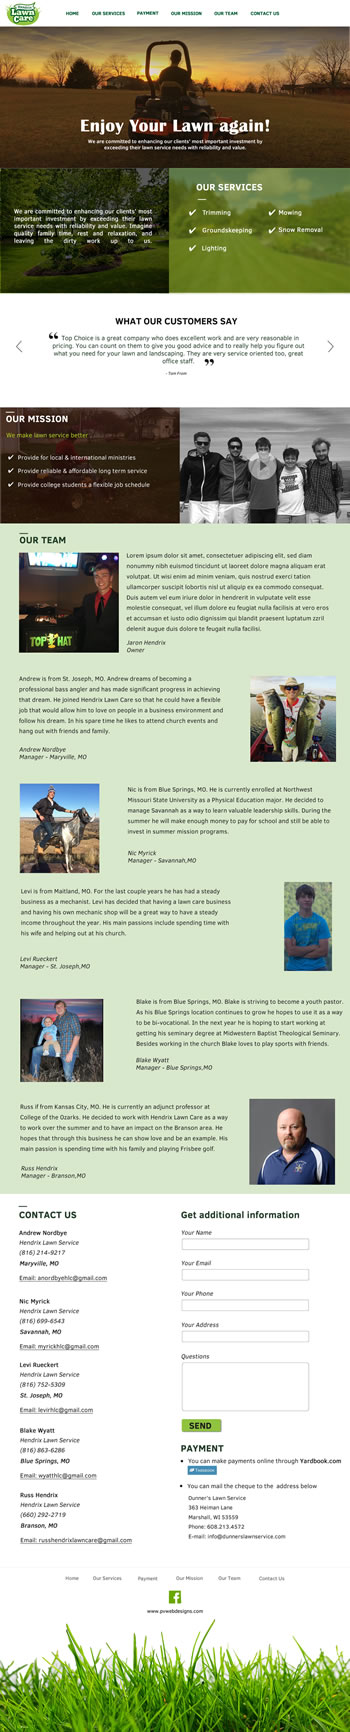 Lawn
Care
HOME OUR SERVICES PAYMENT OUR MISSION OUR TEAM CONTACT US
Enjoy Your Lawn again!
We are committed to enhancing our clients' most important investment by
exceeding their lawn service needs with reliability and value.
We are committed to enhancing our clients' most
important investment by exceeding their lawn
service needs with reliability and value. Imagine
quality family time, rest and relaxation, and
leaving the dirty work up to us.
OUR SERVICES
Trimming Mowing
Groundskeeping Snow Removal
Lighting
WHAT OUR CUSTOMERS SAY
Top Choice is a great company who does excellent work and are very reasonable in
pricing. You can count on them to give you good advice and to really help you figure out
what you need for your lawn and landscaping. They are very service oriented too, great
office staff.
- Tom From
OUR MISSION
We make lawn service better
Provide for local & international ministries
Provide reliable & affordable long term service
Provide college students a flexible job schedule
OUR TEAM
TOP HAT
Lorem ipsum dolor sit amet, consectetuer adipiscing elit, sed diam
nonummy nibh euismod tincidunt ut laoreet dolore magna aliquam erat
volutpat. Ut wisi enim ad minim veniam, quis nostrud exerci tation
ullamcorper suscipit lobortis nisl ut aliquip ex ea commodo consequat.
Duis autem vel eum iriure dolor in hendrerit in vulputate velit esse
molestie consequat, vel illum dolore eu feugiat nulla facilisis at vero eros
et accumsan et iusto odio dignissim qui blandit praesent luptatum zzril
delenit augue duis dolore te feugait nulla facilisi.
Jaron Hendrix
Owner
Andrew is from St. Joseph, MO. Andrew dreams of becoming a
professional bass angler and has made significant progress in achieving
that dream. He joined Hendrix Lawn Care so that he could have a flexible
job that would allow him to love on people in a business environment and
follow his dream. In his spare time he likes to attend church events and
hang out with friends and family.
Andrew Nordbye
Manager - Maryville, MO
Nic is from Blue Springs, MO. He is currently enrolled at Northwest
Missouri State University as a Physical Education major. He decided to
manage Savannah as a way to learn valuable leadership skills. During the
summer he will make enough money to pay for school and still be able to
invest in summer mission programs.
Nic Myrick
Manager - Savannah,MO
Levi is from Maitland, MO. For the last couple years he has had a steady
business as a mechanist. Levi has decided that having a lawn care business
and having his own mechanic shop will be a great way to have a steady
income throughout the year. His main passions include spending time with
his wife and helping out at his church.
Levi Rueckert
Manager - St. Joseph,MO
Blake is from Blue Springs, MO. Blake is striving to become a youth pastor.
As his Blue Springs location continues to grow he hopes to use it as a way
to be bi-vocational. In the next year he is hoping to start working at
getting his seminary degree at Midwestern Baptist Theological Seminary.
Besides working in the church Blake loves to play sports with friends.
Blake Wyatt
Manager - Blue Springs,MO
Russ if from Kansas City, MO. He is currently an adjunct professor at
College of the Ozarks. He decided to work with Hendrix Lawn Care as a way
to work over the summer and to have an impact on the Branson area. He
hopes that through this business he can show love and be an example. His
main passion is spending time with his family and playing Frisbee golf.
Russ Hendrix
Manager - Branson,MO
CONTACT US
Andrew Nordbye
Hendrix Lawn Service
(816) 214-9217
Maryville, MO
Email: anordbyehlc@gmail.com
Nic Myrick
Hendrix Lawn Service
(816) 699-6543
Savannah, MO
Email: myrickhlc@gmail.com
Levi Rueckert
Hendrix Lawn Service
(816) 752-5309
St. Joseph, MO
Email: levirhlc@gmail.com
Blake Wyatt
Hendrix Lawn Service
(816) 863-6286
Blue Springs, MO
Email: wyatthlc@gmail.com
Russ Hendrix
Hendrix Lawn Service
(660) 292-2719
Branson, MO
Email: russhendrixlawncare@gmail.com
Get additional information
Your Name
Your Email
Your Phone
Your Address
Questions
SEND
PAYMENT
You can make payments online through Yardbook.com
You can mail the cheque to the address below
Dunner's Lawn Service
363 Heiman Lane
Marshall, WI 53559
Phone: 608.213.4572
E-mail: info@dunnerslawnservice.com
Home Our Services Payment Our Mission Our Team Contact Us
www.pvwebdesigns.com